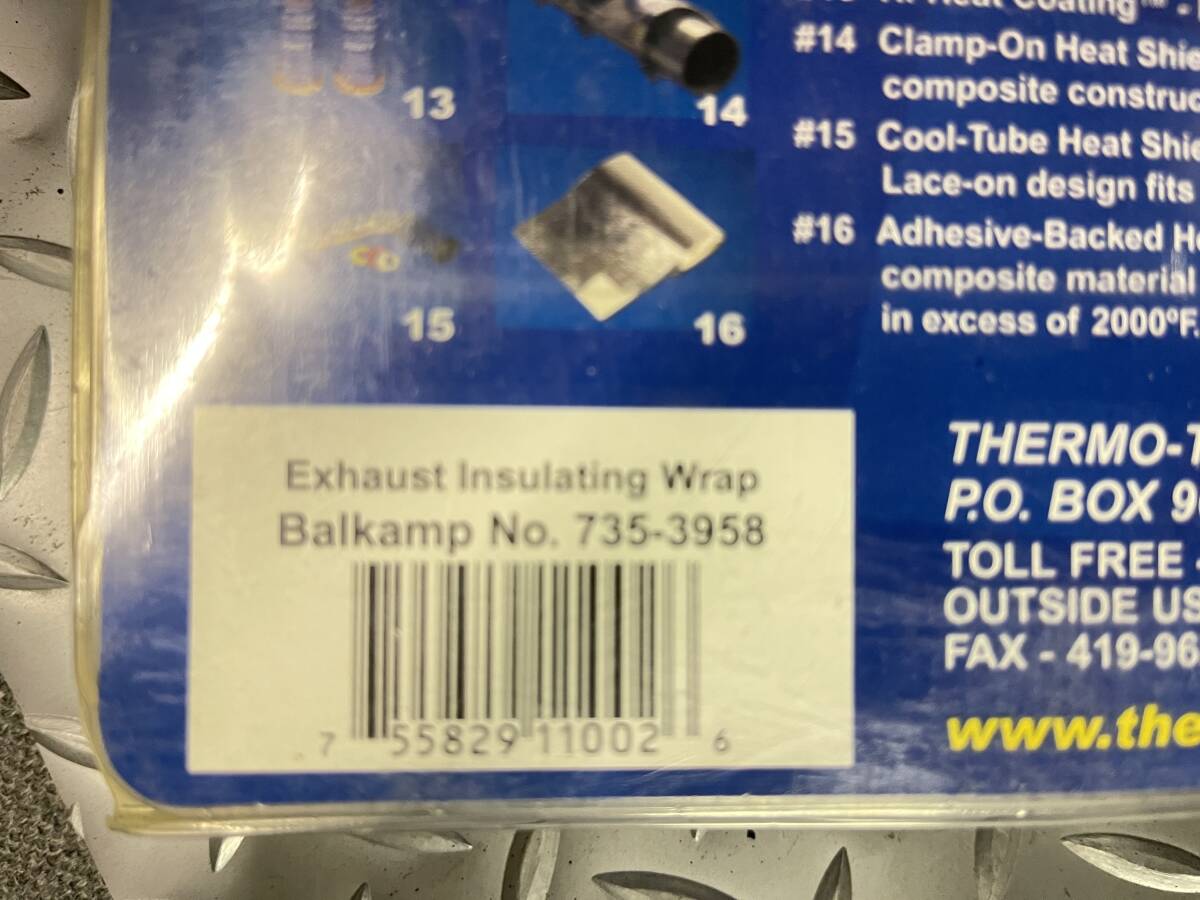 Heat Coating™ -
#14 Clamp-On Heat Shie
composite construc
#15 Cool-Tube Heat Shie
Lace-on design fits
#16 Adhesive-Backed He
composite material
in excess of 2000ºF.
13
14
15
16
Exhaust Insulating Wrap
Balkamp No. 735-3958
7 55829 11002 6
THERMO-T
P.O. BOX 9
TOLL FREE -
OUTSIDE US
FAX - 419-96
www.the